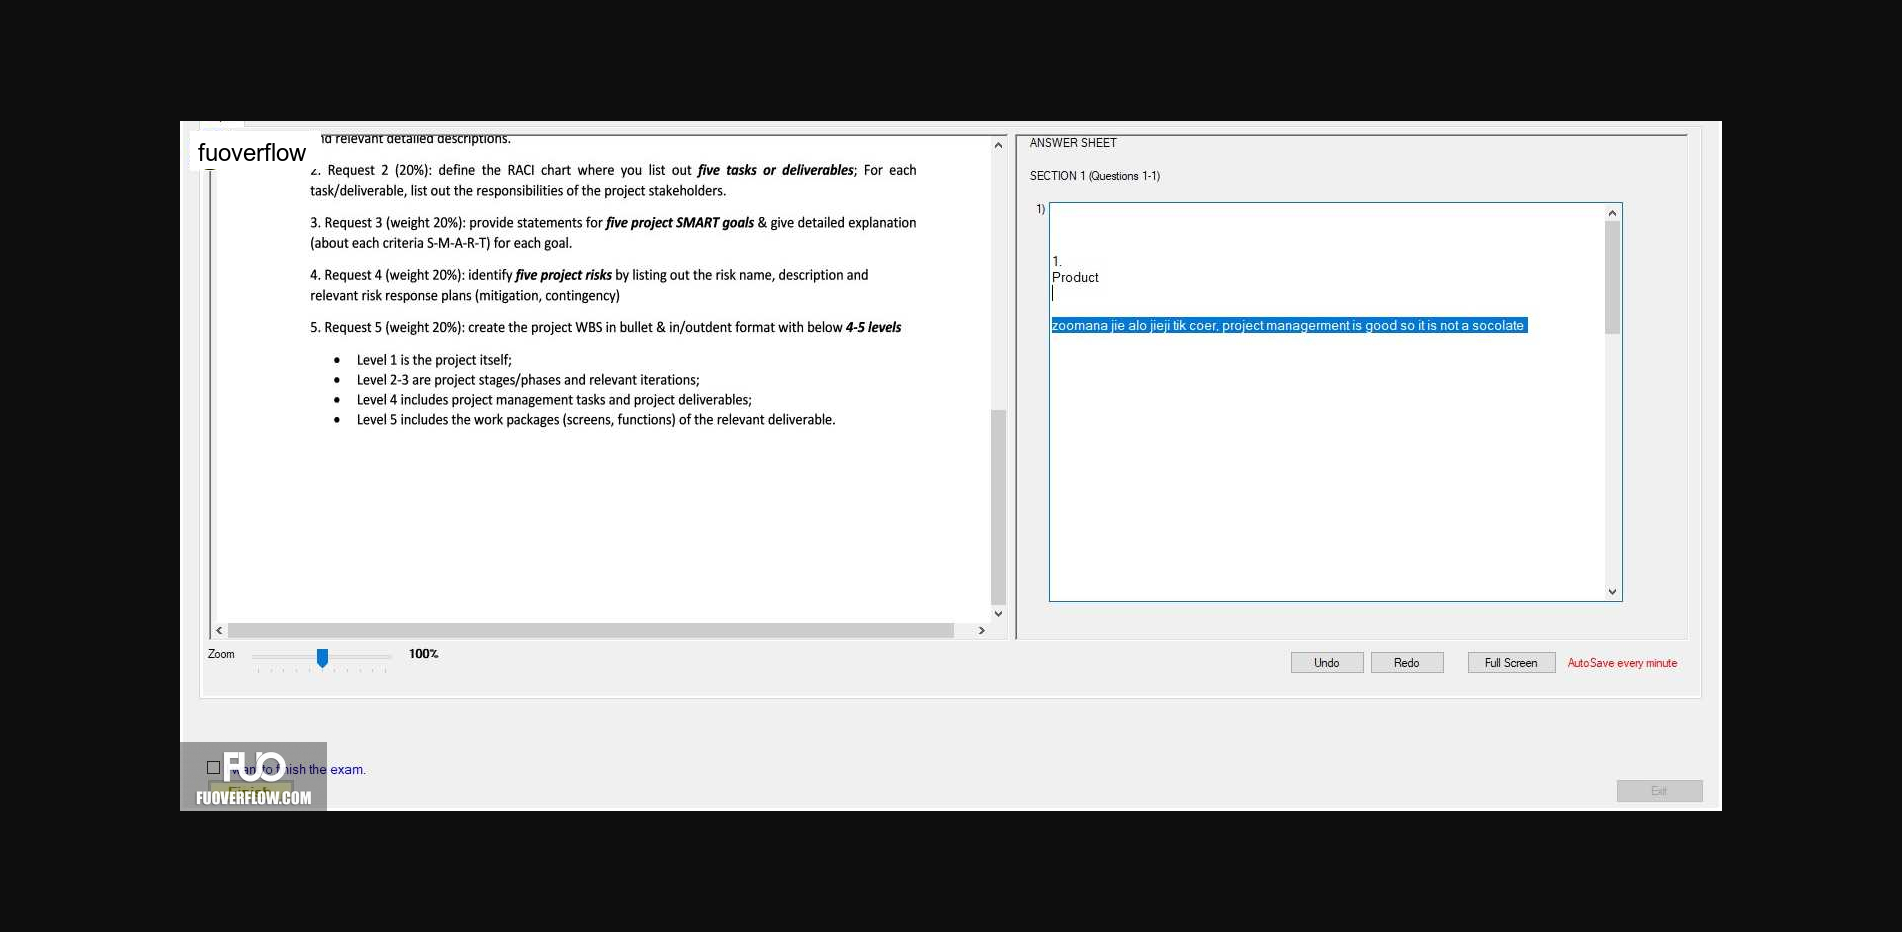 nd relevant detailed descriptions.
fuoverflow
2. Request 2 (20%): define the RACI chart where you list out five tasks or deliverables; For each
task/deliverable, list out the responsibilities of the project stakeholders.
3. Request 3 (weight 20%): provide statements for five project SMART goals & give detailed explanation
(about each criteria S-M-A-R-T) for each goal.
4. Request 4 (weight 20%): identify five project risks by listing out the risk name, description and
relevant risk response plans (mitigation, contingency)
5. Request 5 (weight 20%): create the project WBS in bullet & in/outdent format with below 4-5 levels
• Level 1 is the project itself;
• Level 2-3 are project stages/phases and relevant iterations;
• Level 4 includes project management tasks and project deliverables;
• Level 5 includes the work packages (screens, functions) of the relevant deliverable.
Zoom 100%
ANSWER SHEET
SECTION 1 (Questions 1-1)
1)
1.
Product
zoomana jie alo jieji tik coer, project managerment is good so it is not a socolate
Undo Redo Full Screen AutoSave every minute
I want to finish the exam.
Finish
FUO
FUOVERFLOW.COM
Exit